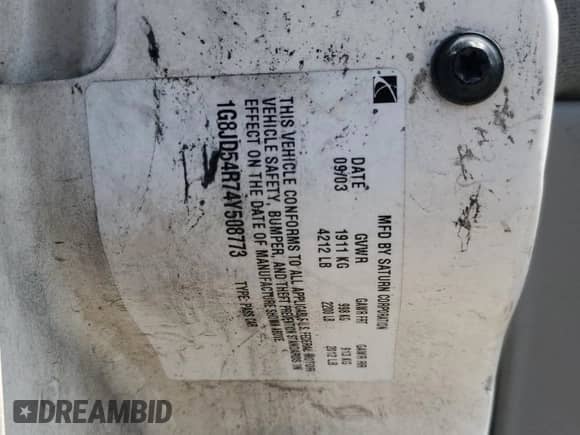 MFD BY SATURN CORPORATION
DATE GVWR GAWR FRT GAWR RR
09/03 1911 KG 998 KG 913 KG
4212 LB 2200 LB 2012 LB
THIS VEHICLE CONFORMS TO ALL APPLICABLE U.S. FEDERAL MOTOR
VEHICLE SAFETY, BUMPER, AND THEFT PREVENTION STANDARDS IN
EFFECT ON THE DATE OF MANUFACTURE SHOWN ABOVE.
1G8JD54R74Y508773 TYPE: PASS CAR
DREAMBID